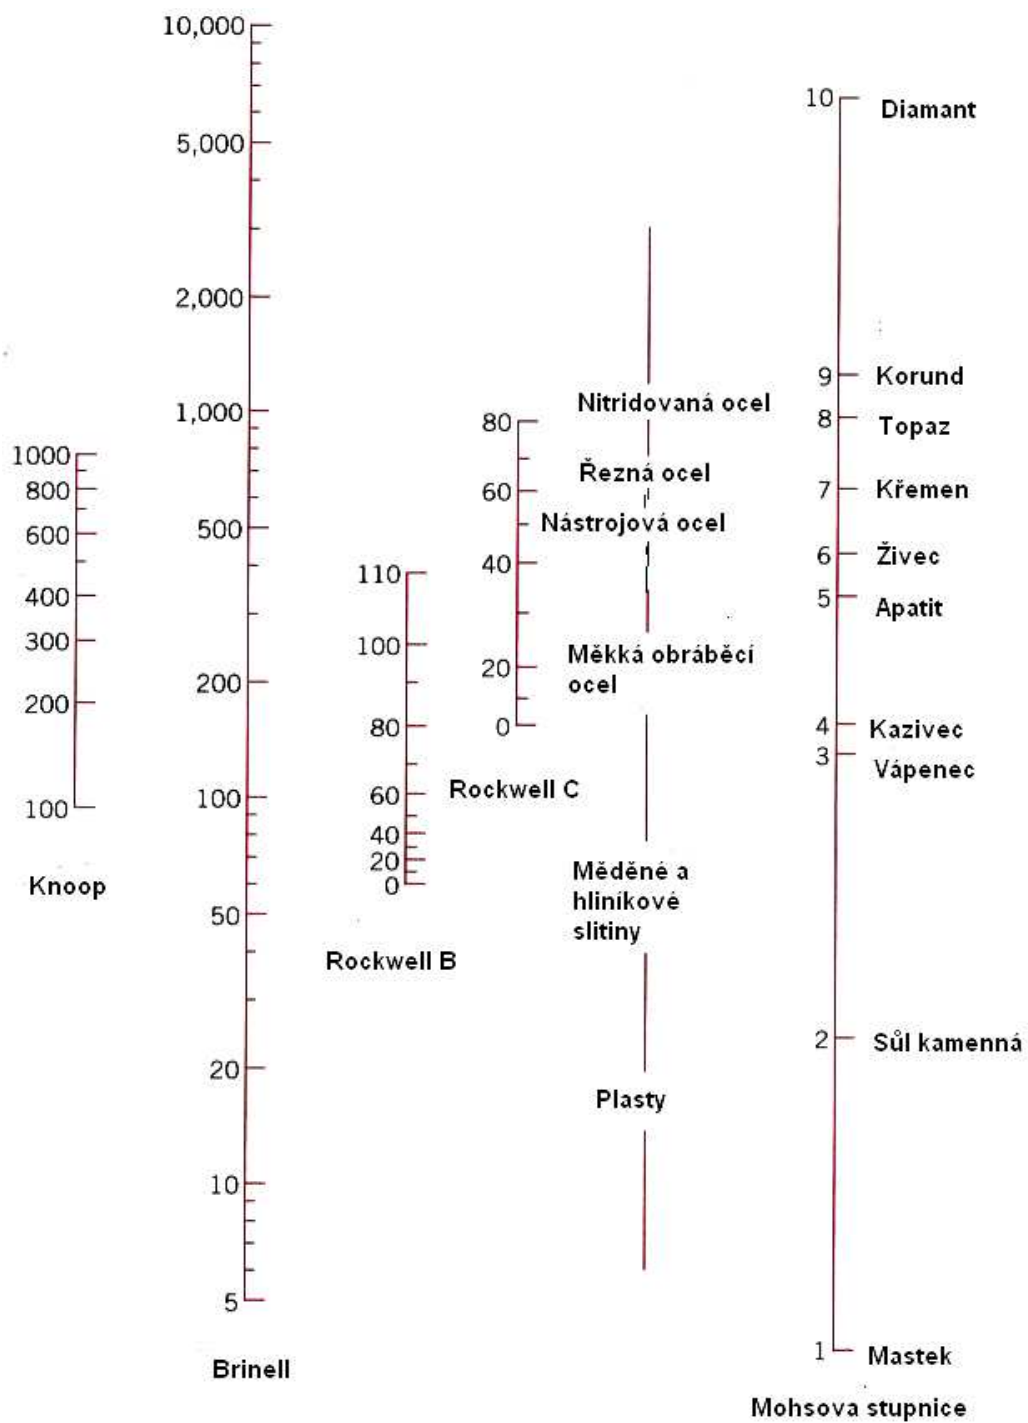 10,000
5,000
2,000
1,000
500
200
100
50
20
10
5
Brinell
1000
800
600
400
300
200
100
Knoop
110
100
80
60
40
20
0
Rockwell B
80
60
40
20
0
Rockwell C
Nitridovaná ocel
Řezná ocel
Nástrojová ocel
Měkká obráběcí
ocel
Měděné a
hliníkové
slitiny
Plasty
10 Diamant
9 Korund
8 Topaz
7 Křemen
6 Živec
5 Apatit
4 Kazivec
3 Vápenec
2 Sůl kamenná
1 Mastek
Mohsova stupnice